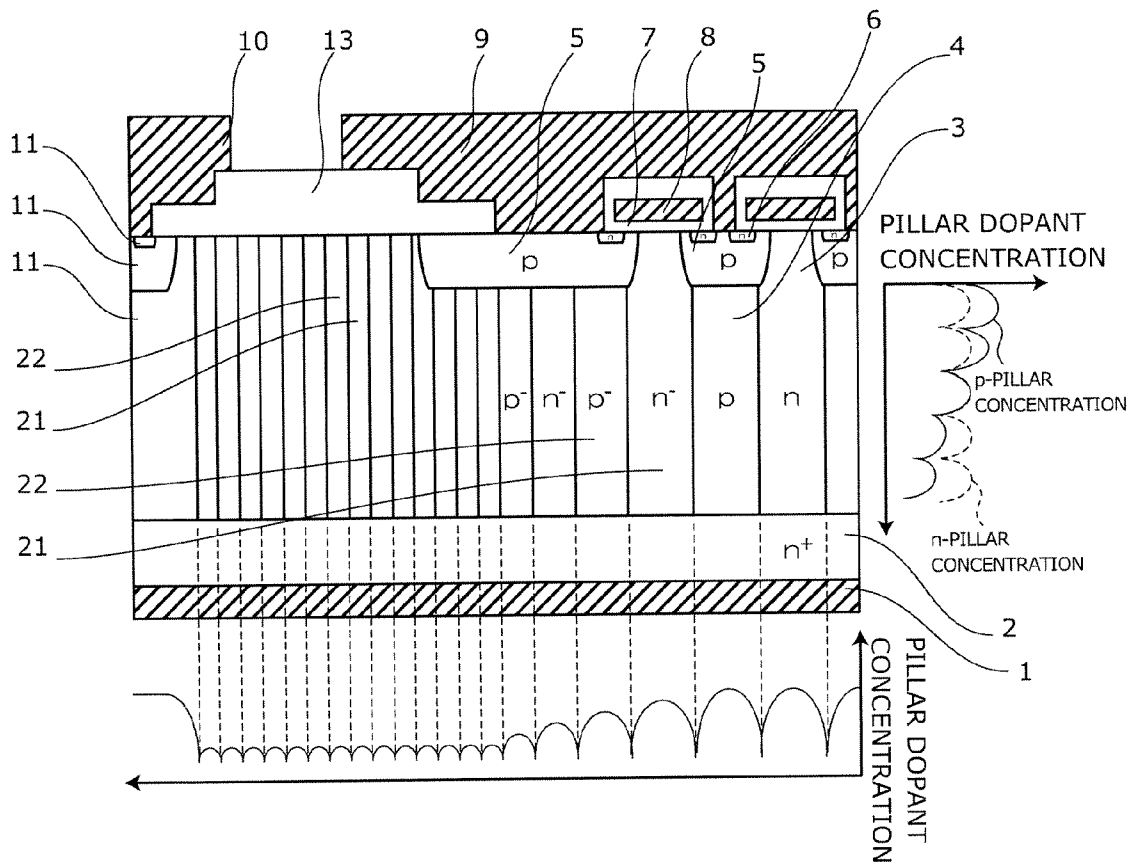 10
13
9
5
7
8
5
6
4
3
11
11
11
n
n
n
n
n
p
p
p
PILLAR DOPANT
CONCENTRATION
22
21
p-PILLAR
CONCENTRATION
p⁻
n⁻
p⁻
n⁻
p
n
22
21
n⁺
n-PILLAR
CONCENTRATION
2
1
PILLAR DOPANT
CONCENTRATION